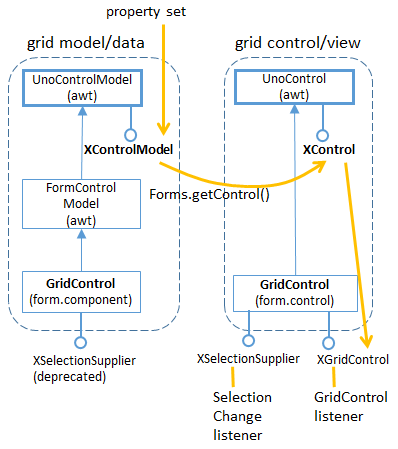 property set
grid model/data
grid control/view
UnoControlModel
(awt)
UnoControl
(awt)
XControlModel
XControl
FormControl
Model
(awt)
Forms.getControl()
GridControl
(form.component)
GridControl
(form.control)
XSelectionSupplier
(deprecated)
XSelectionSupplier
XGridControl
Selection
Change
listener
GridControl
listener